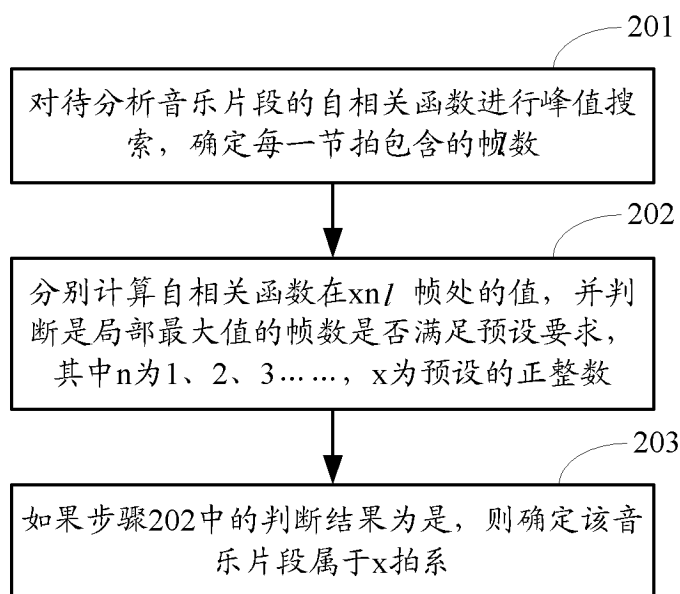 201
对待分析音乐片段的自相关函数进行峰值搜
索，确定每一节拍包含的帧l数
202
分别计算自相关函数在xnl 帧处的值，并判
断是局部最大值的帧数是否满足预设要求，
其中n为1、2、3……，x为预设的正整数
203
如果步骤202中的判断结果为是，则确定该音
乐片段属于x拍系